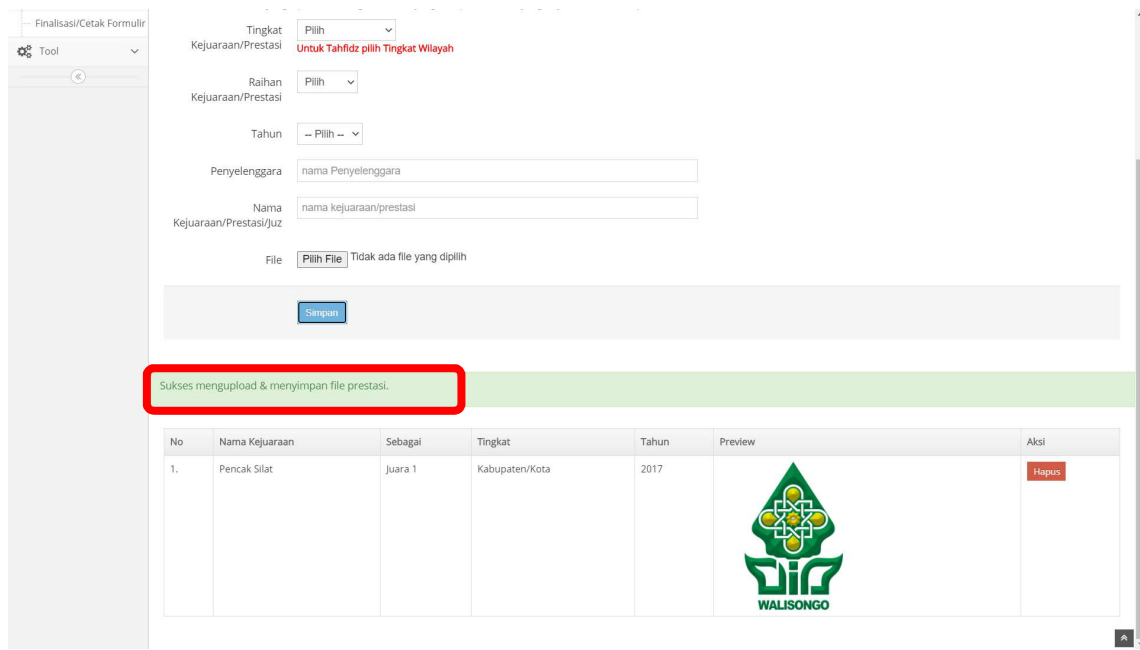 Finalisasi/Cetak Formulir
Tool
Tingkat
Kejuaraan/Prestasi
Pilih
Untuk Tahfidz pilih Tingkat Wilayah
Raihan
Kejuaraan/Prestasi
Pilih
Tahun
-- Pilih --
Penyelenggara
nama Penyelenggara
Nama
Kejuaraan/Prestasi/Juz
nama kejuaraan/prestasi
File
Pilih File Tidak ada file yang dipilih
Simpan
Sukses mengupload & menyimpan file prestasi.
No Nama Kejuaraan Sebagai Tingkat Tahun Preview Aksi
1. Pencak Silat Juara 1 Kabupaten/Kota 2017 Hapus
WALISONGO